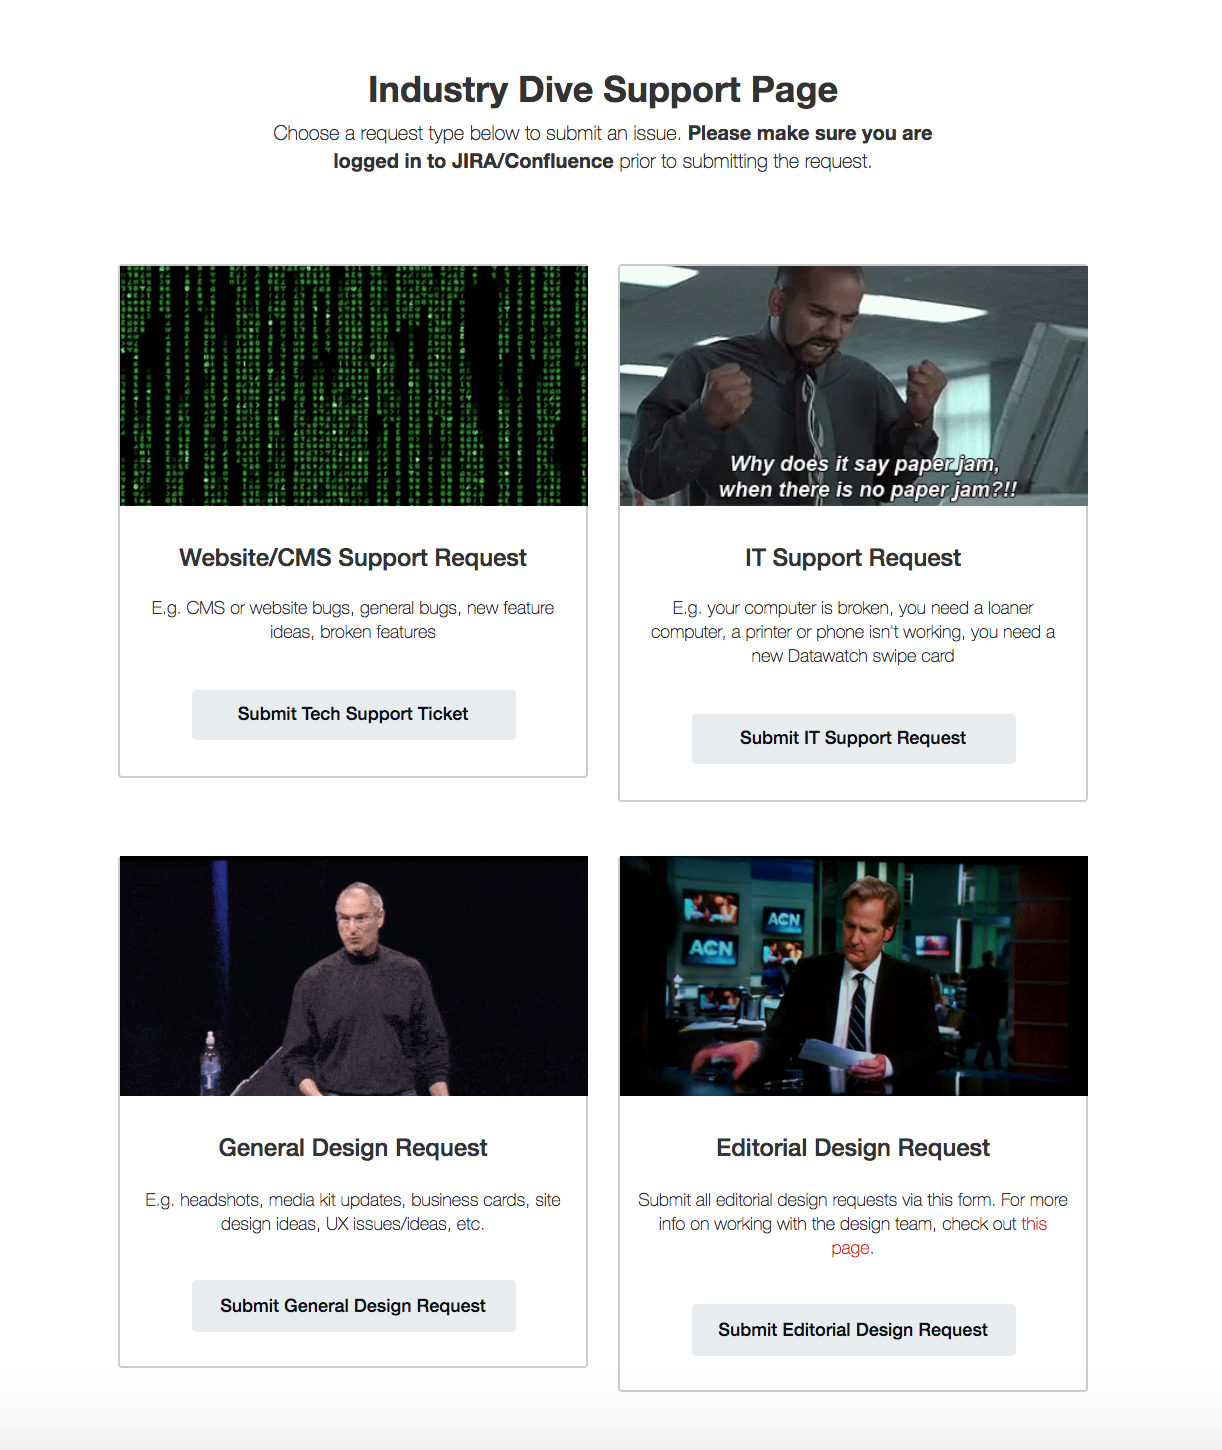 Industry Dive Support Page
Choose a request type below to submit an issue. Please make sure you are
logged in to JIRA/Confluence prior to submitting the request.
Why does it say paper jam,
when there is no paper jam?!!
Website/CMS Support Request
E.g. CMS or website bugs, general bugs, new feature
ideas, broken features
Submit Tech Support Ticket
IT Support Request
E.g. your computer is broken, you need a loaner
computer, a printer or phone isn't working, you need a
new Datawatch swipe card
Submit IT Support Request
ACN
ACN
General Design Request
E.g. headshots, media kit updates, business cards, site
design ideas, UX issues/ideas, etc.
Submit General Design Request
Editorial Design Request
Submit all editorial design requests via this form. For more
info on working with the design team, check out this
page.
Submit Editorial Design Request